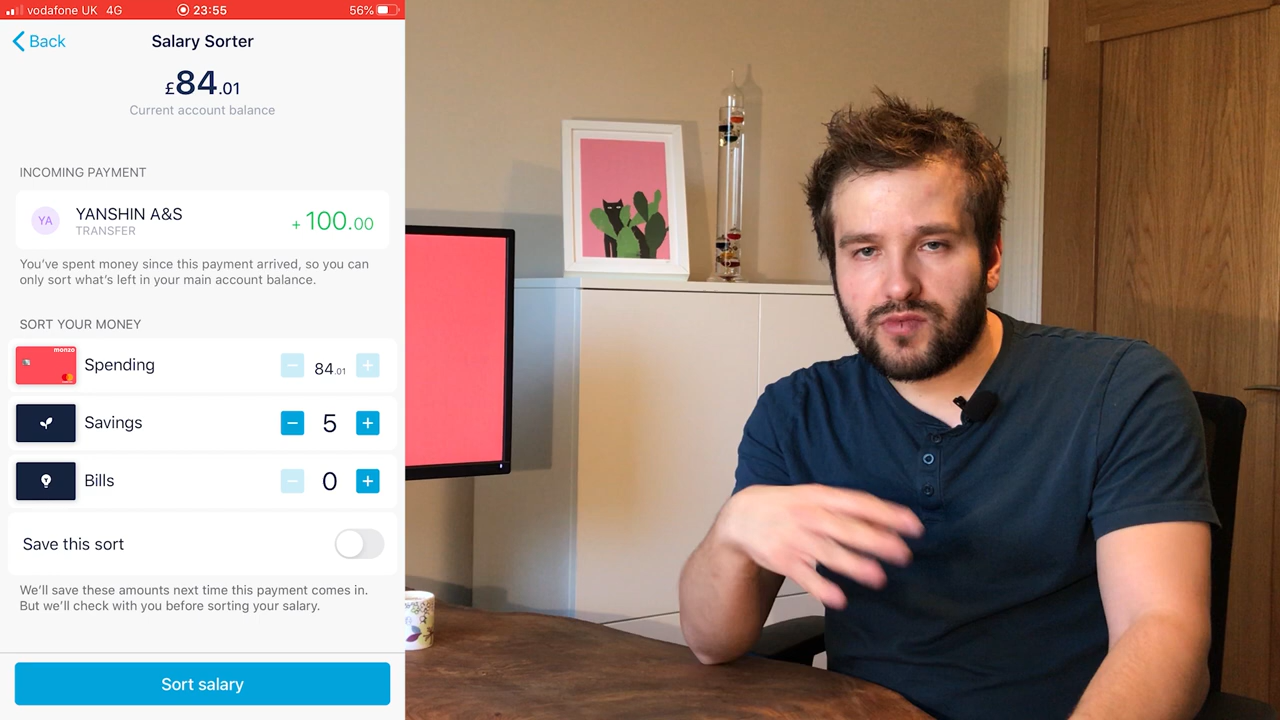 vodafone UK 4G 23:55 56%
Back Salary Sorter
£84.01
Current account balance
INCOMING PAYMENT
YA YANSHIN A&S + 100.00
TRANSFER
You've spent money since this payment arrived, so you can
only sort what's left in your main account balance.
SORT YOUR MONEY
monzo
Spending − 84.01 +
Savings − 5 +
Bills − 0 +
Save this sort
We'll save these amounts next time this payment comes in.
But we'll check with you before sorting your salary.
Sort salary